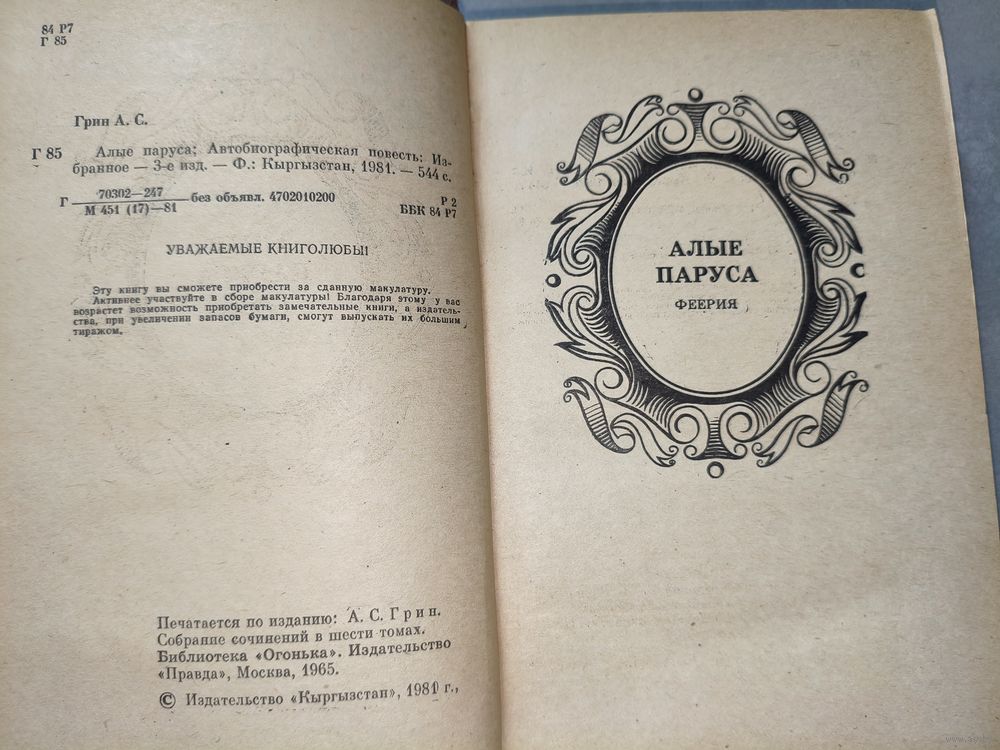 84 Р7
Г 85
Грин А. С.
Г 85 Алые паруса; Автобиографическая повесть; Из-
бранное — 3-е изд. — Ф.: Кыргызстан, 1981. — 544 с.
Г 70302—247 без объявл. 4702010200 Р 2
М 451 (17)—81 ББК 84 Р7
УВАЖАЕМЫЕ КНИГОЛЮБЫ!
Эту книгу вы сможете приобрести за сданную макулатуру.
Активнее участвуйте в сборе макулатуры! Благодаря этому у вас
возрастет возможность приобретать замечательные книги, а издатель-
ства, при увеличении запасов бумаги, смогут выпускать их большим
тиражом.
Печатается по изданию: А. С. Грин.
Собрание сочинений в шести томах.
Библиотека «Огонька». Издательство
«Правда», Москва, 1965.
© Издательство «Кыргызстан», 1981 г.,
АЛЫЕ
ПАРУСА
ФЕЕРИЯ